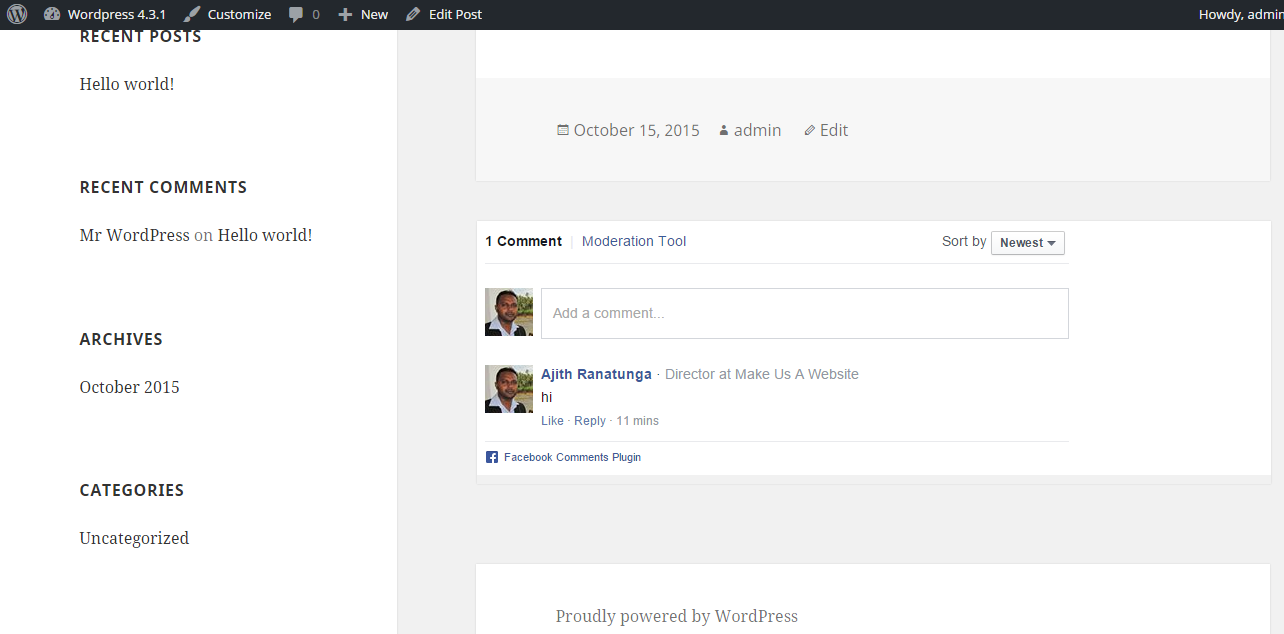 Wordpress 4.3.1 Customize 0 New Edit Post Howdy, admin
RECENT POSTS
Hello world!
RECENT COMMENTS
Mr WordPress on Hello world!
ARCHIVES
October 2015
CATEGORIES
Uncategorized
October 15, 2015 admin Edit
1 Comment | Moderation Tool Sort by Newest
Add a comment...
Ajith Ranatunga · Director at Make Us A Website
hi
Like · Reply · 11 mins
Facebook Comments Plugin
Proudly powered by WordPress